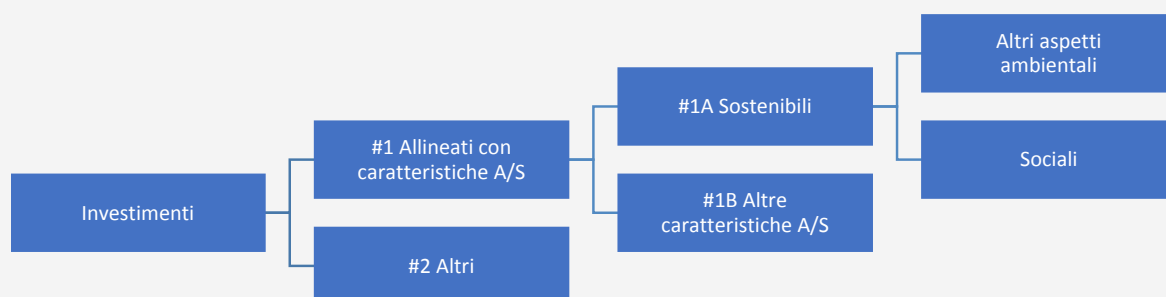 Investimenti
#1 Allineati con
caratteristiche A/S
#2 Altri
#1A Sostenibili
#1B Altre
caratteristiche A/S
Altri aspetti
ambientali
Sociali